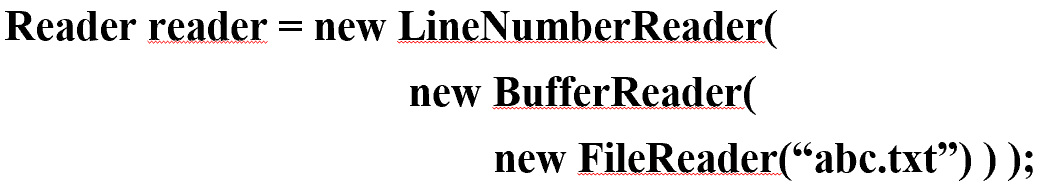 Reader reader = new LineNumberReader(
new BufferReader(
new FileReader(“abc.txt”) ) );